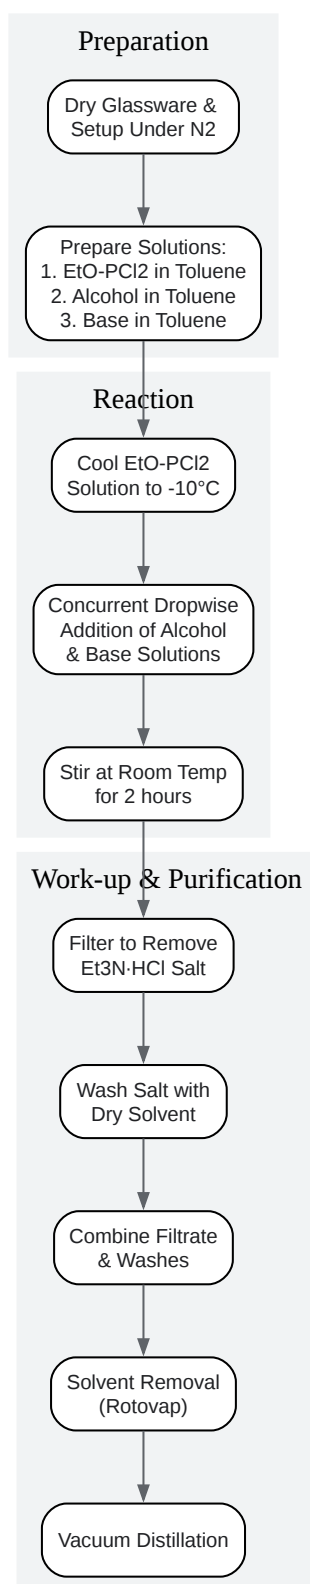 Preparation
Dry Glassware &
Setup Under N2
Prepare Solutions:
1. EtO-PCl2 in Toluene
2. Alcohol in Toluene
3. Base in Toluene
Reaction
Cool EtO-PCl2
Solution to -10°C
Concurrent Dropwise
Addition of Alcohol
& Base Solutions
Stir at Room Temp
for 2 hours
Work-up & Purification
Filter to Remove
Et3N·HCl Salt
Wash Salt with
Dry Solvent
Combine Filtrate
& Washes
Solvent Removal
(Rotovap)
Vacuum Distillation